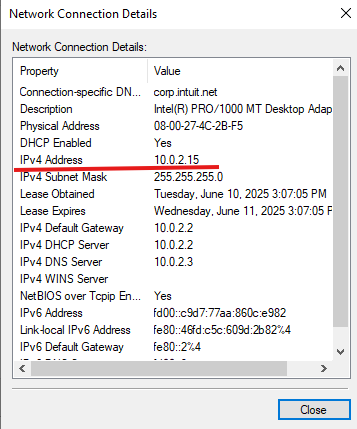 Network Connection Details
Network Connection Details:
Property Value
Connection-specific DN... corp.intuit.net
Description Intel(R) PRO/1000 MT Desktop Adap
Physical Address 08-00-27-4C-2B-F5
DHCP Enabled Yes
IPv4 Address 10.0.2.15
IPv4 Subnet Mask 255.255.255.0
Lease Obtained Tuesday, June 10, 2025 3:07:05 PM
Lease Expires Wednesday, June 11, 2025 3:07:05 F
IPv4 Default Gateway 10.0.2.2
IPv4 DHCP Server 10.0.2.2
IPv4 DNS Server 10.0.2.3
IPv4 WINS Server
NetBIOS over Tcpip En... Yes
IPv6 Address fd00::c9d7:77aa:860c:e982
Link-local IPv6 Address fe80::46fd:c5c:609d:2b82%4
IPv6 Default Gateway fe80::2%4
Close